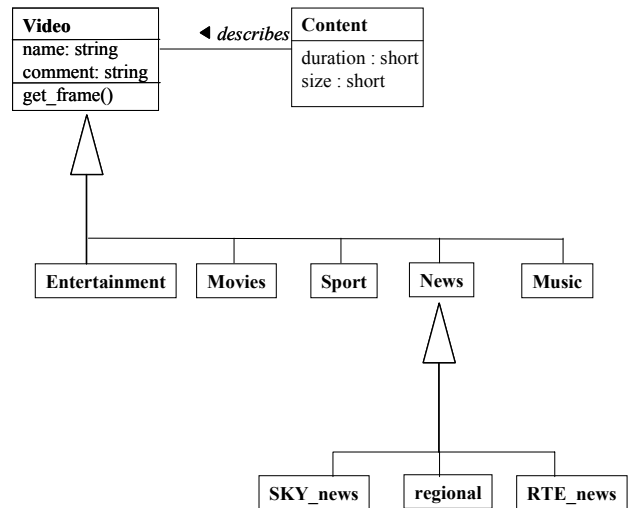 Video
name: string
comment: string
get_frame()
◄ describes
Content
duration : short
size : short
Entertainment
Movies
Sport
News
Music
SKY_news
regional
RTE_news